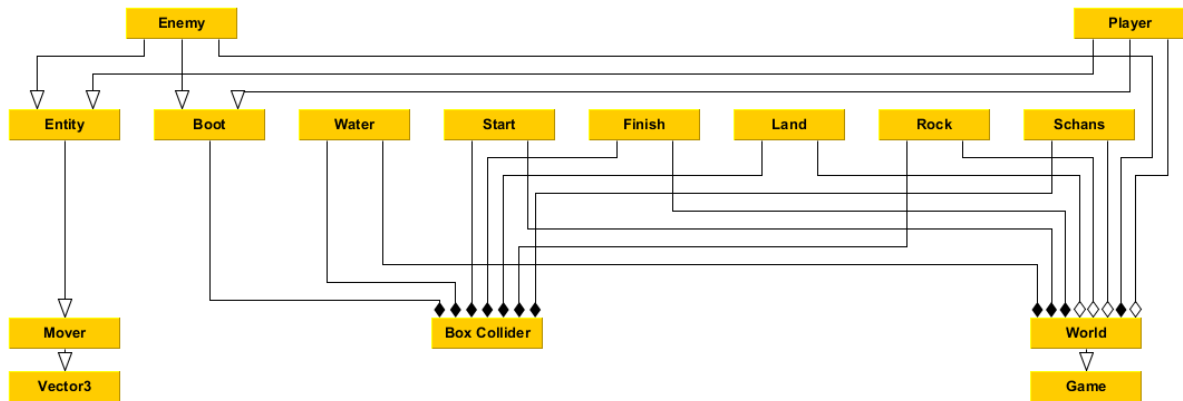 Enemy
Player
Entity
Boot
Water
Start
Finish
Land
Rock
Schans
Mover
Box Collider
World
Vector3
Game